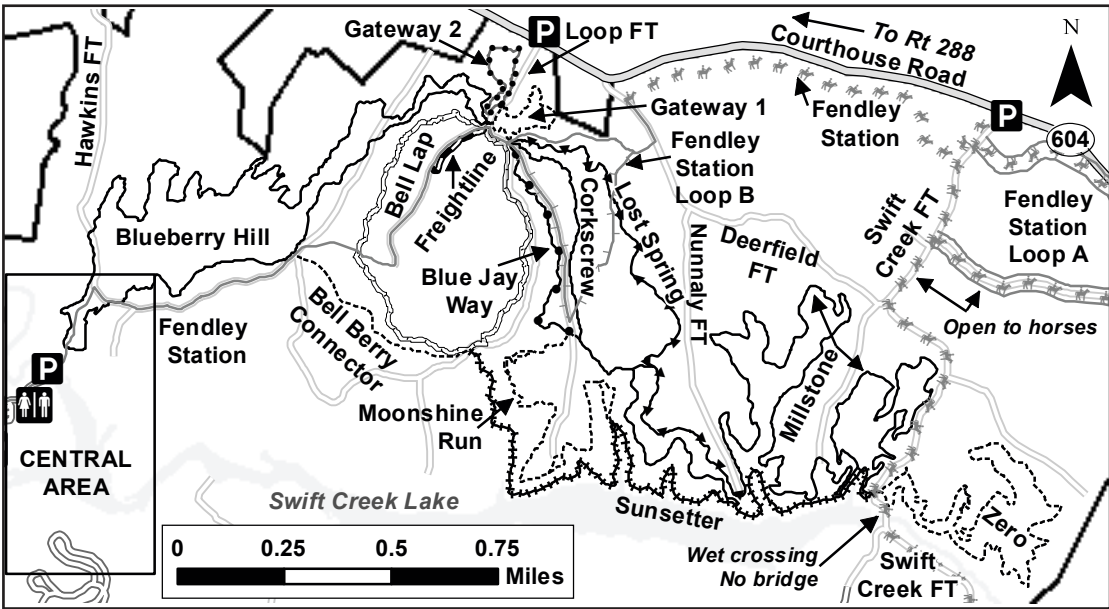 Hawkins FT
Gateway 2
P
Loop FT
To Rt 288
Courthouse Road
N
Gateway 1
Fendley
Station
P
604
Fendley
Station
Loop B
Bell Lap
Freightline
Corkscrew
Lost Spring
Swift
Creek FT
Fendley
Station
Loop A
Blueberry Hill
Blue Jay
Way
Nunnaly FT
Deerfield
FT
Open to horses
Fendley
Station
Bell Berry
Connector
P
Millstone
Moonshine
Run
CENTRAL
AREA
Swift Creek Lake
Sunsetter
Zero
Wet crossing
No bridge
Swift
Creek FT
0 0.25 0.5 0.75
Miles